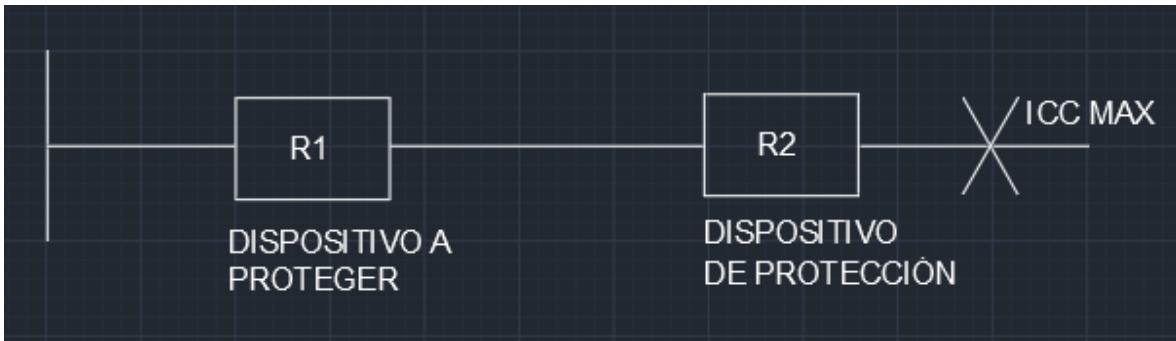 ICC MAX
R1
R2
DISPOSITIVO A
PROTEGER
DISPOSITIVO
DE PROTECCIÓN